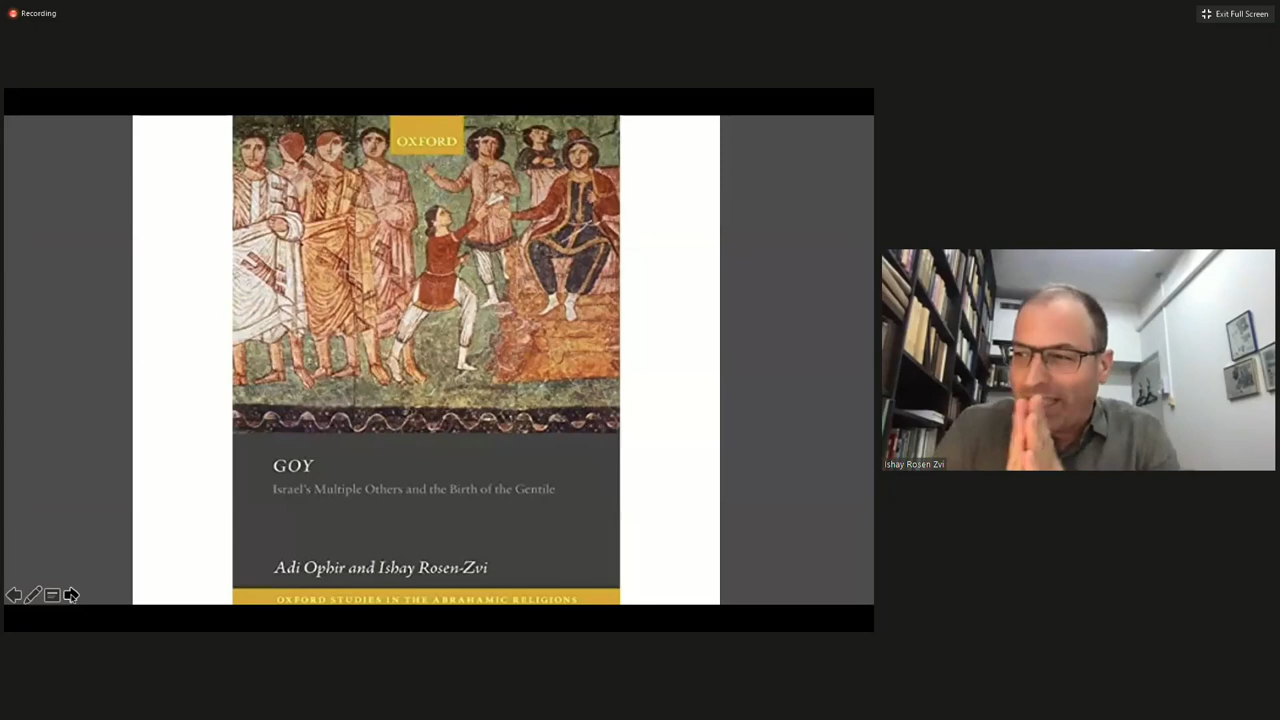 Recording
Exit Full Screen
OXFORD
GOY
Israel's Multiple Others and the Birth of the Gentile
Adi Ophir and Ishay Rosen-Zvi
OXFORD STUDIES IN THE ABRAHAMIC RELIGIONS
Ishay Rosen Zvi